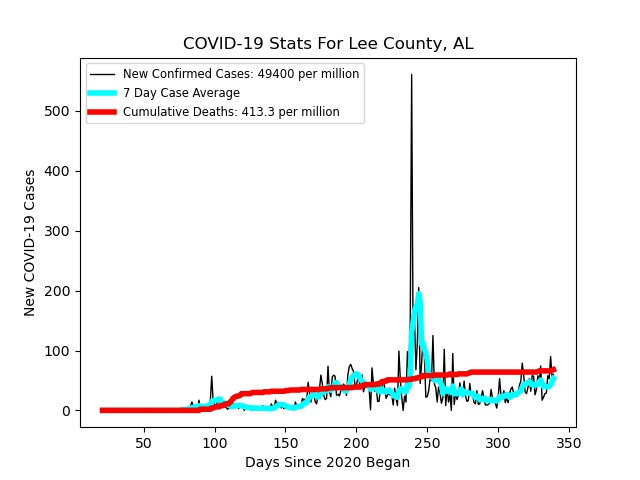 COVID-19 Stats For Lee County, AL
New Confirmed Cases: 49400 per million
7 Day Case Average
Cumulative Deaths: 413.3 per million
New COVID-19 Cases
500
400
300
200
100
0
50
100
150
200
250
300
350
Days Since 2020 Began